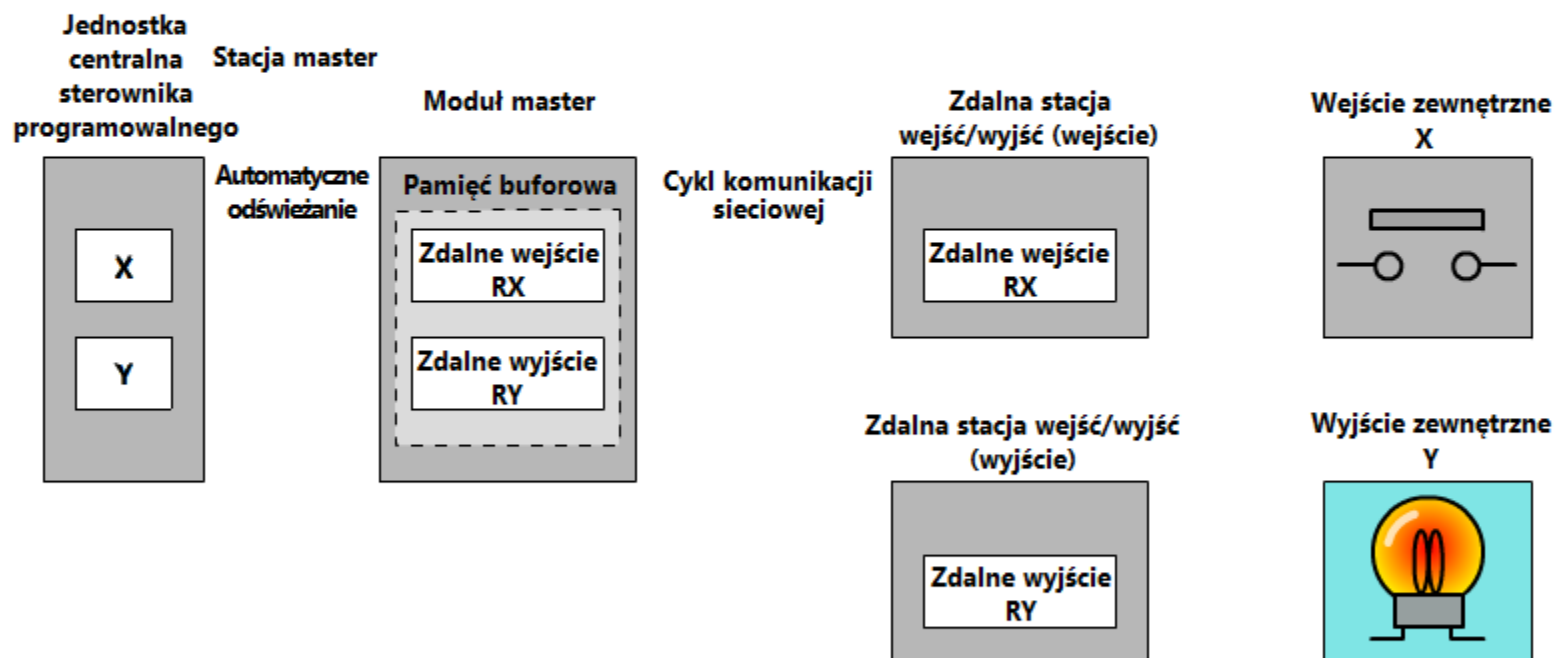 Jednostka
centralna
sterownika
programowalnego
Stacja master
Moduł master
Zdalna stacja
wejść/wyjść (wejście)
Wejście zewnętrzne
X
Automatyczne
odświeżanie
Pamięć buforowa
Cykl komunikacji
sieciowej
X
Zdalne wejście
RX
Zdalne wejście
RX
Y
Zdalne wyjście
RY
Zdalna stacja wejść/wyjść
(wyjście)
Wyjście zewnętrzne
Y
Zdalne wyjście
RY